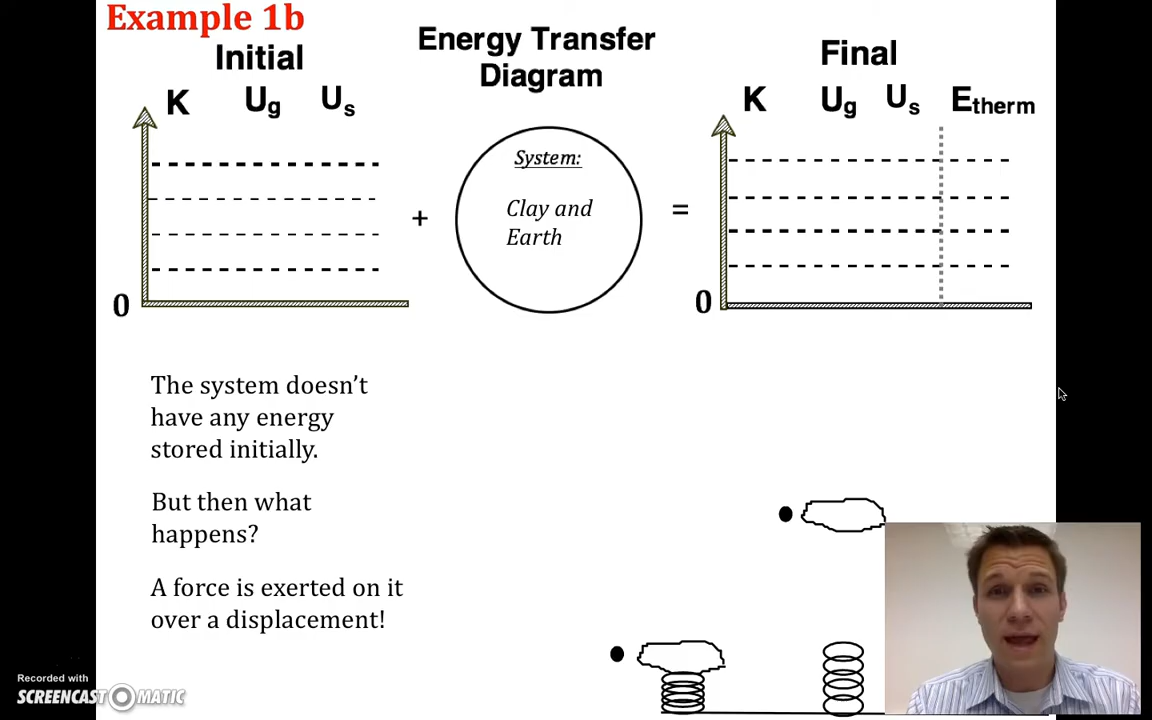 Example 1b
Initial
Energy Transfer
Diagram
Final
K Ug Us
K Ug Us Etherm
System:
Clay and
Earth
+
=
0
0
The system doesn’t
have any energy
stored initially.
But then what
happens?
A force is exerted on it
over a displacement!
Recorded with
SCREENCAST MATIC